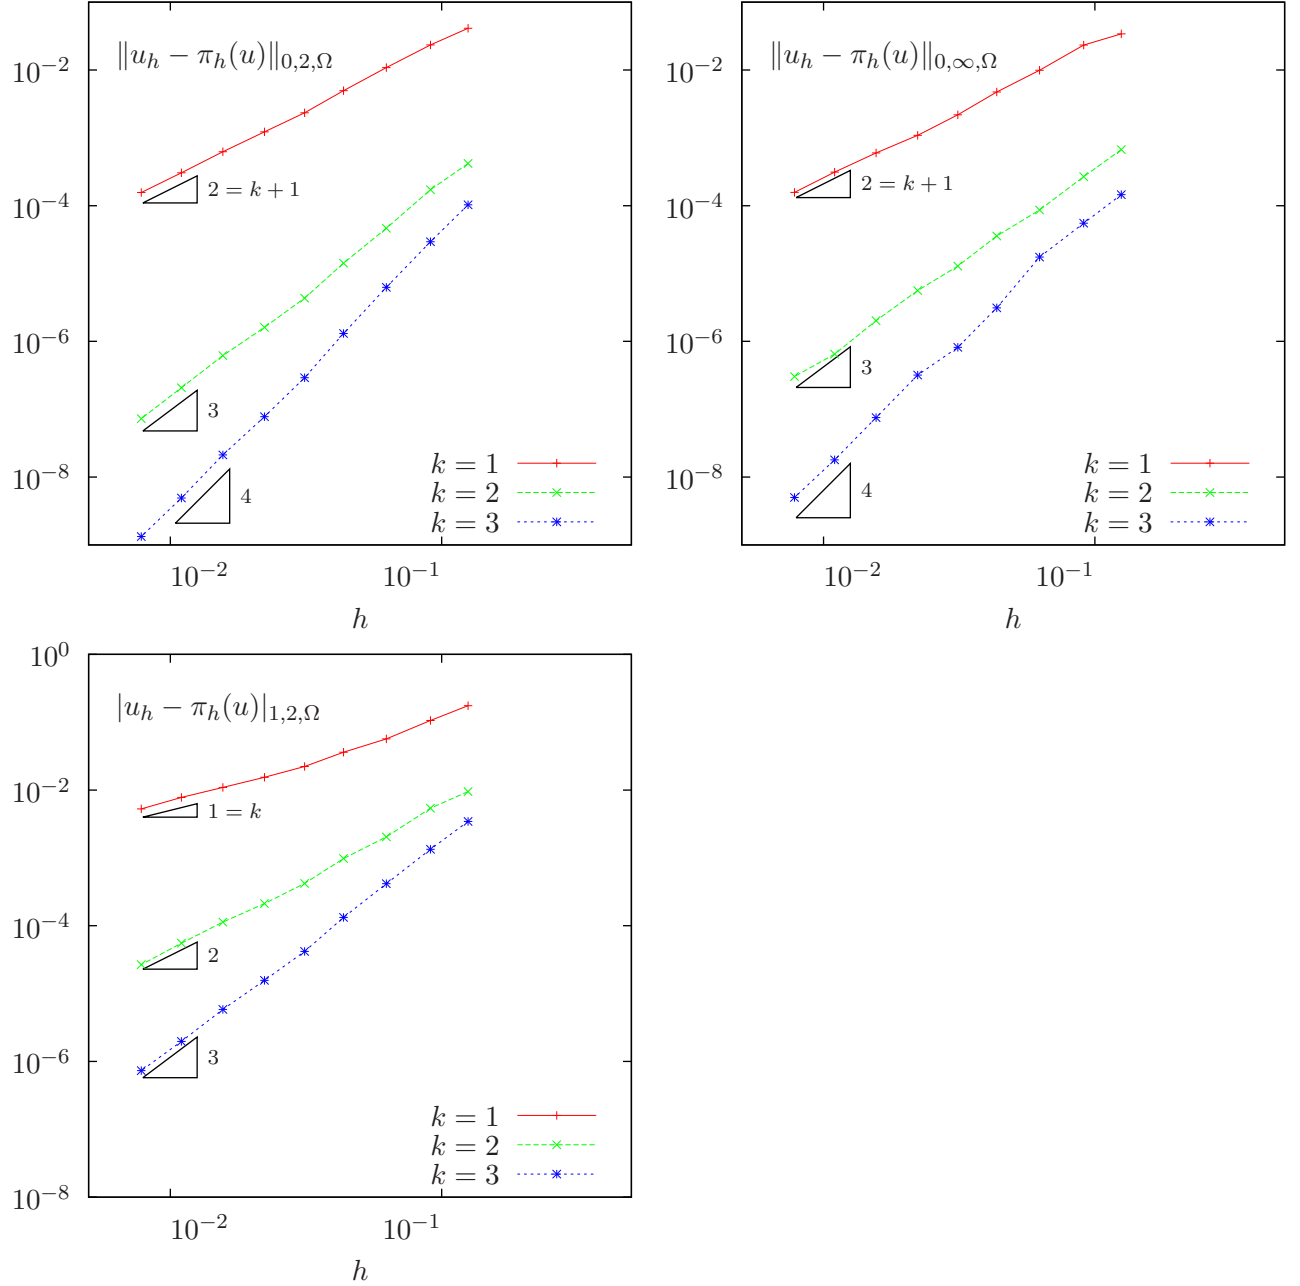 ‖u_h − π_h(u)‖_{0,2,Ω}
10^{−2}
2 = k + 1
10^{−4}
10^{−6}
3
k = 1
10^{−8}
4
k = 2
k = 3
10^{−2}
10^{−1}
h
‖u_h − π_h(u)‖_{0,∞,Ω}
10^{−2}
2 = k + 1
10^{−4}
10^{−6}
3
k = 1
10^{−8}
4
k = 2
k = 3
10^{−2}
10^{−1}
h
10^{0}
|u_h − π_h(u)|_{1,2,Ω}
10^{−2}
1 = k
10^{−4}
2
10^{−6}
3
k = 1
k = 2
k = 3
10^{−8}
10^{−2}
10^{−1}
h